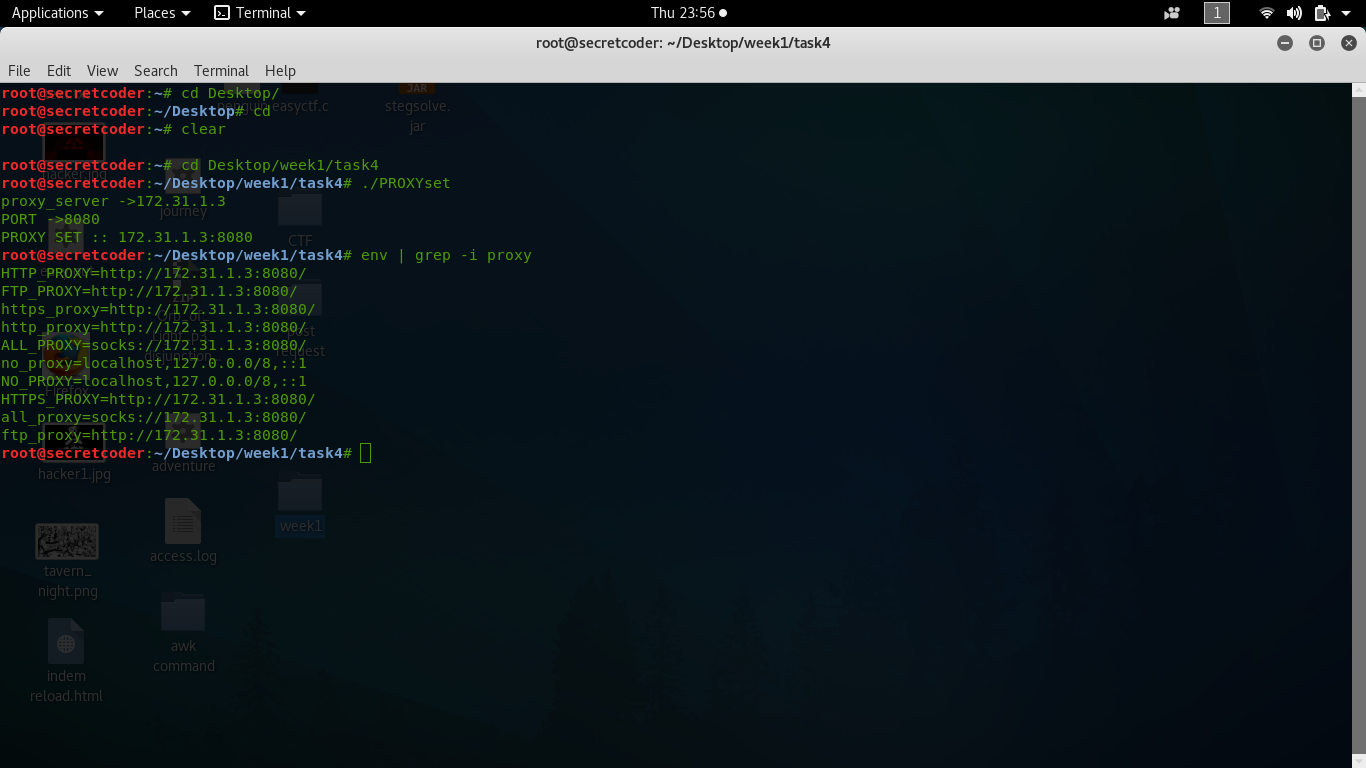 Applications Places Terminal Thu 23:56 1
root@secretcoder: ~/Desktop/week1/task4
File Edit View Search Terminal Help
root@secretcoder:~# cd Desktop/
root@secretcoder:~/Desktop# cd
root@secretcoder:~# clear
root@secretcoder:~# cd Desktop/week1/task4
root@secretcoder:~/Desktop/week1/task4# ./PROXYset
proxy_server ->172.31.1.3
PORT ->8080
PROXY SET :: 172.31.1.3:8080
root@secretcoder:~/Desktop/week1/task4# env | grep -i proxy
HTTP_PROXY=http://172.31.1.3:8080/
FTP_PROXY=http://172.31.1.3:8080/
https_proxy=http://172.31.1.3:8080/
http_proxy=http://172.31.1.3:8080/
ALL_PROXY=socks://172.31.1.3:8080/
no_proxy=localhost,127.0.0.0/8,::1
NO_PROXY=localhost,127.0.0.0/8,::1
HTTPS_PROXY=http://172.31.1.3:8080/
all_proxy=socks://172.31.1.3:8080/
ftp_proxy=http://172.31.1.3:8080/
root@secretcoder:~/Desktop/week1/task4#
easyctf.c
JAR
stegsolve.
jar
hacker.jpg
journey
CTF
ZIP
disjunction_
Post
request
Firefox
hacker1.jpg
adventure
week1
access.log
tavern_
night.png
awk
command
indem
reload.html